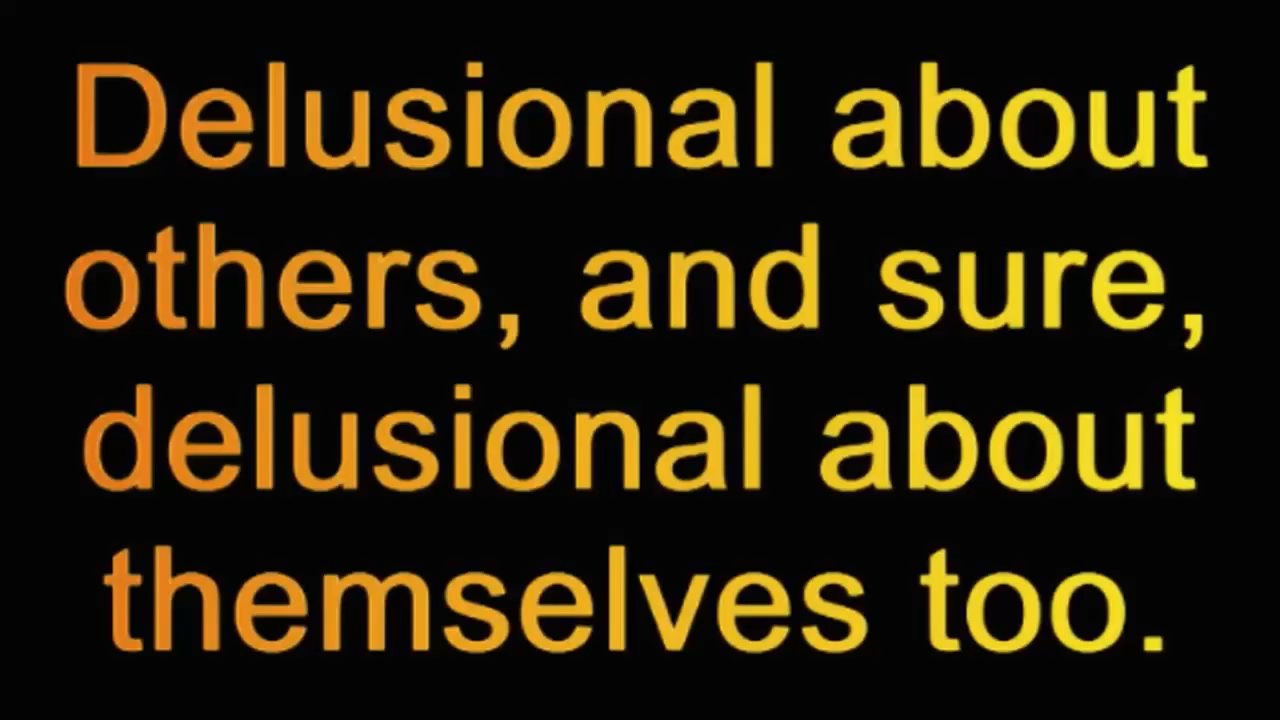 Delusional about
others, and sure,
delusional about
themselves too.